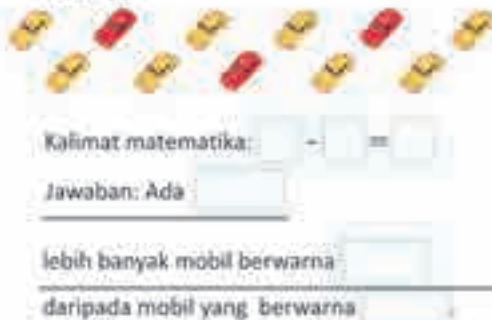 Kalimat matematika: - =
Jawaban: Ada
lebih banyak mobil berwarna
daripada mobil yang berwarna .